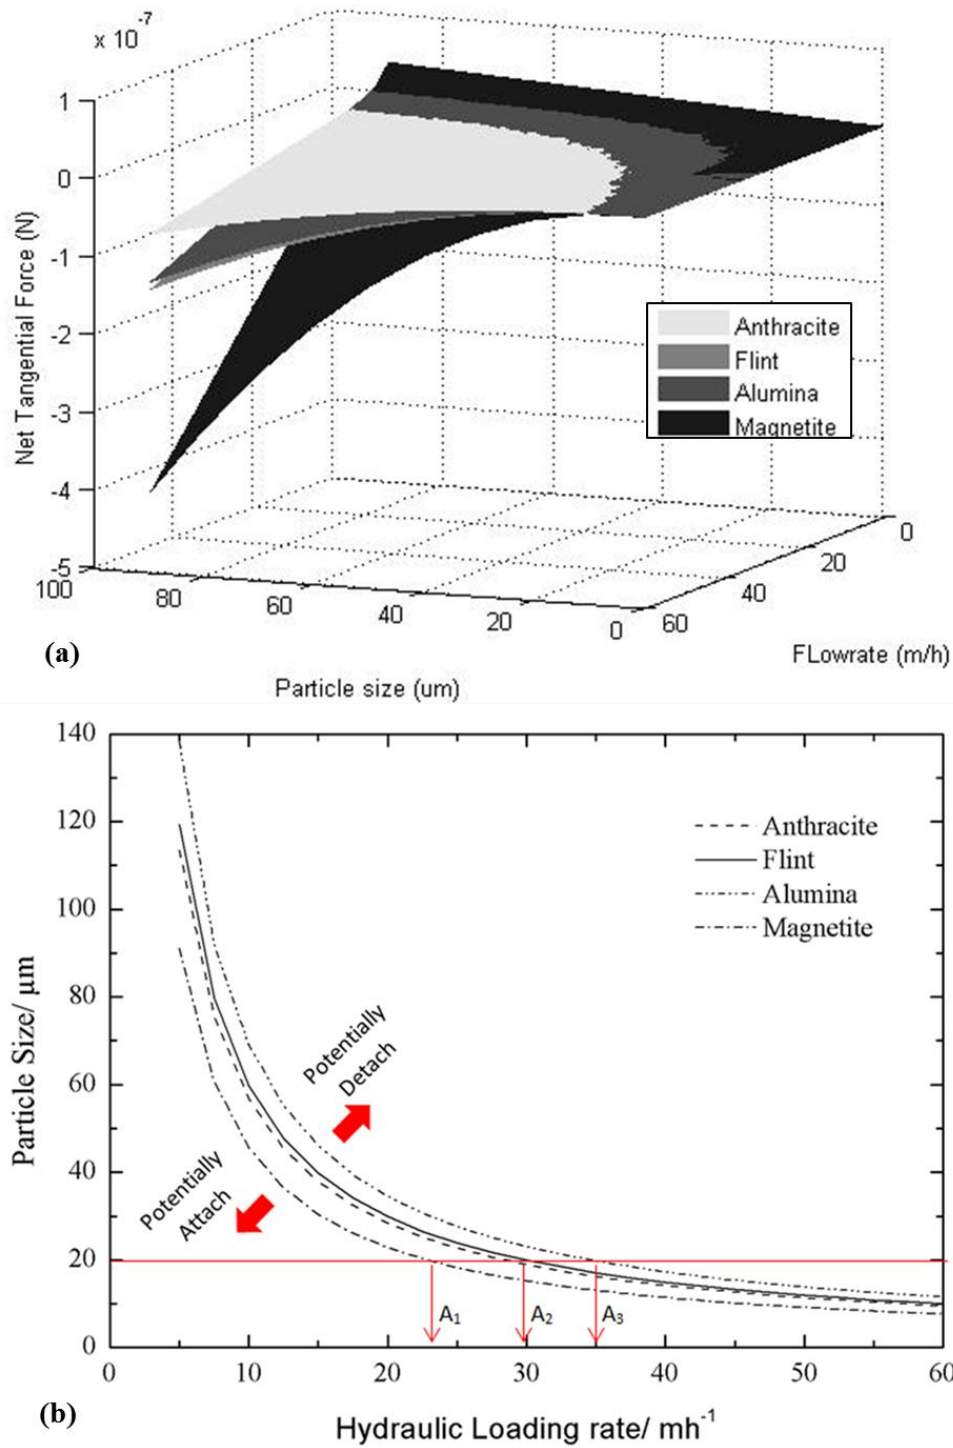 x 10⁻⁷
1
0
-1
-2
-3
-4
-5
Net Tangential Force (N)
Anthracite
Flint
Alumina
Magnetite
100
80
60
40
20
0
60
40
20
0
(a)
FLowrate (m/h)
Particle size (um)
140
120
100
80
60
40
20
0
Particle Size/ μm
Anthracite
Flint
Alumina
Magnetite
Potentially
Detach
Potentially
Attach
A₁
A₂
A₃
0
10
20
30
40
50
60
(b)
Hydraulic Loading rate/ mh⁻¹